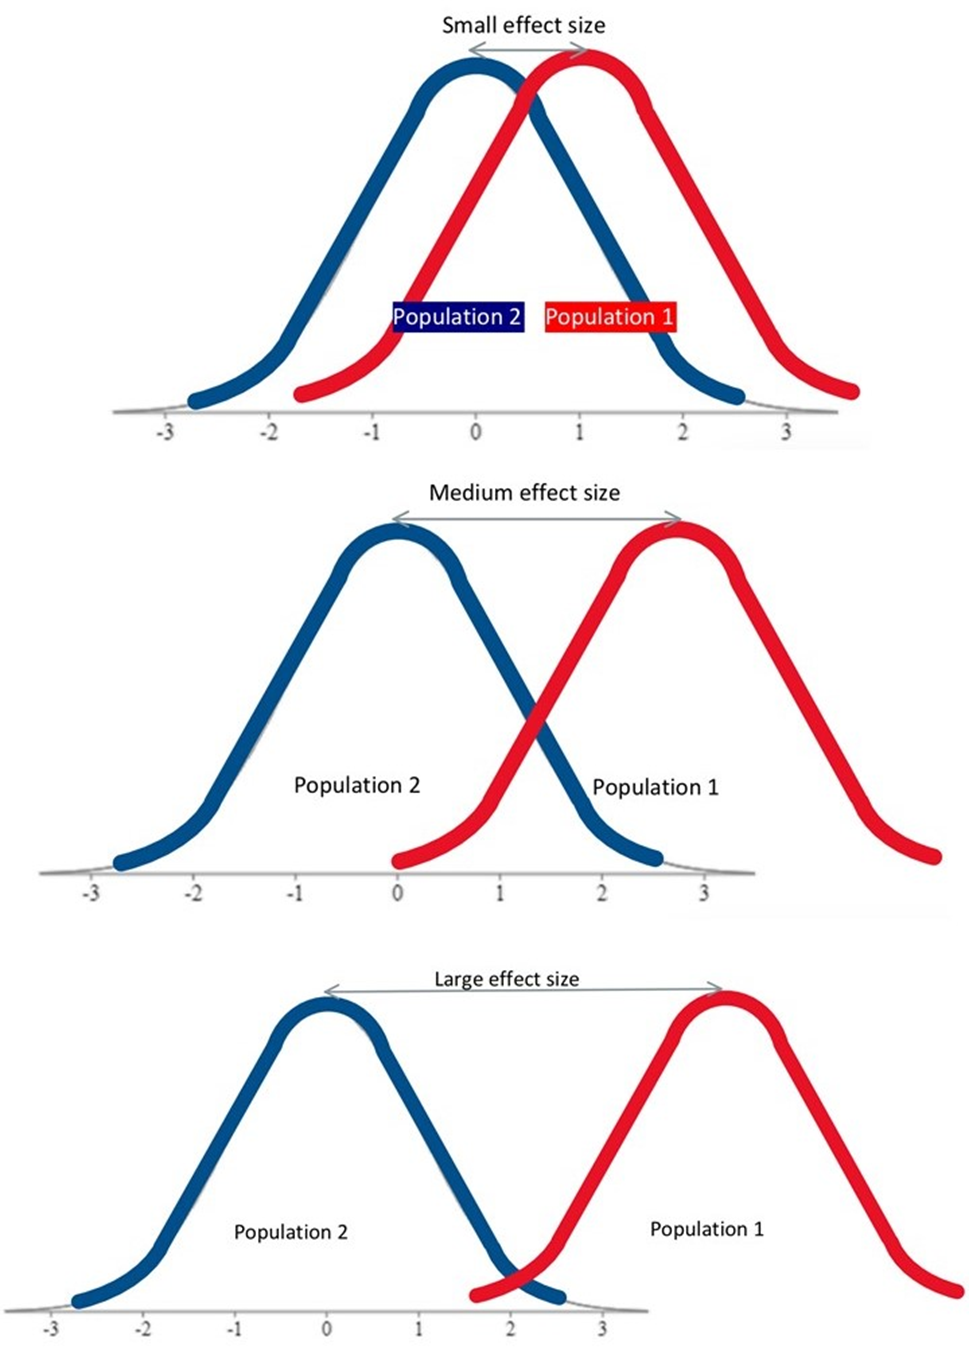 Small effect size
Population 2 Population 1
-3 -2 -1 0 1 2 3
Medium effect size
Population 2 Population 1
-3 -2 -1 0 1 2 3
Large effect size
Population 2 Population 1
-3 -2 -1 0 1 2 3